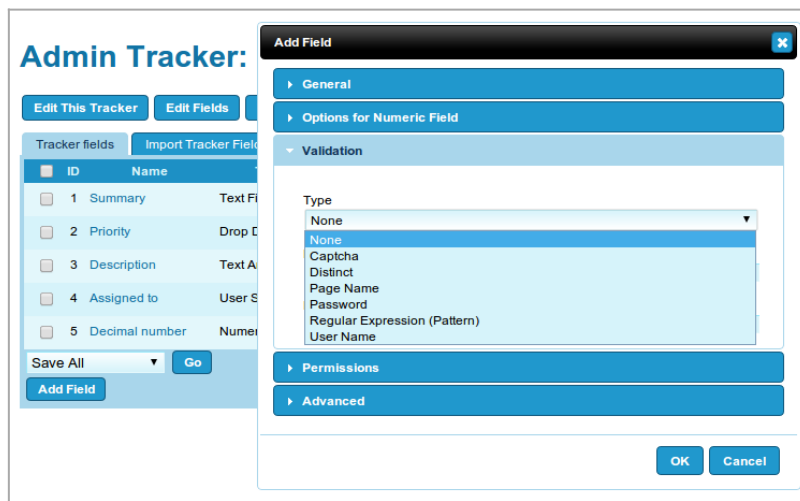 Admin Tracker:
Edit This Tracker Edit Fields
Tracker fields Import Tracker Field
ID Name
1 Summary Text Fi
2 Priority Drop D
3 Description Text A
4 Assigned to User S
5 Decimal number Numer
Save All Go
Add Field
Add Field
General
Options for Numeric Field
Validation
Type
None
None
Captcha
Distinct
Page Name
Password
Regular Expression (Pattern)
User Name
Permissions
Advanced
OK Cancel